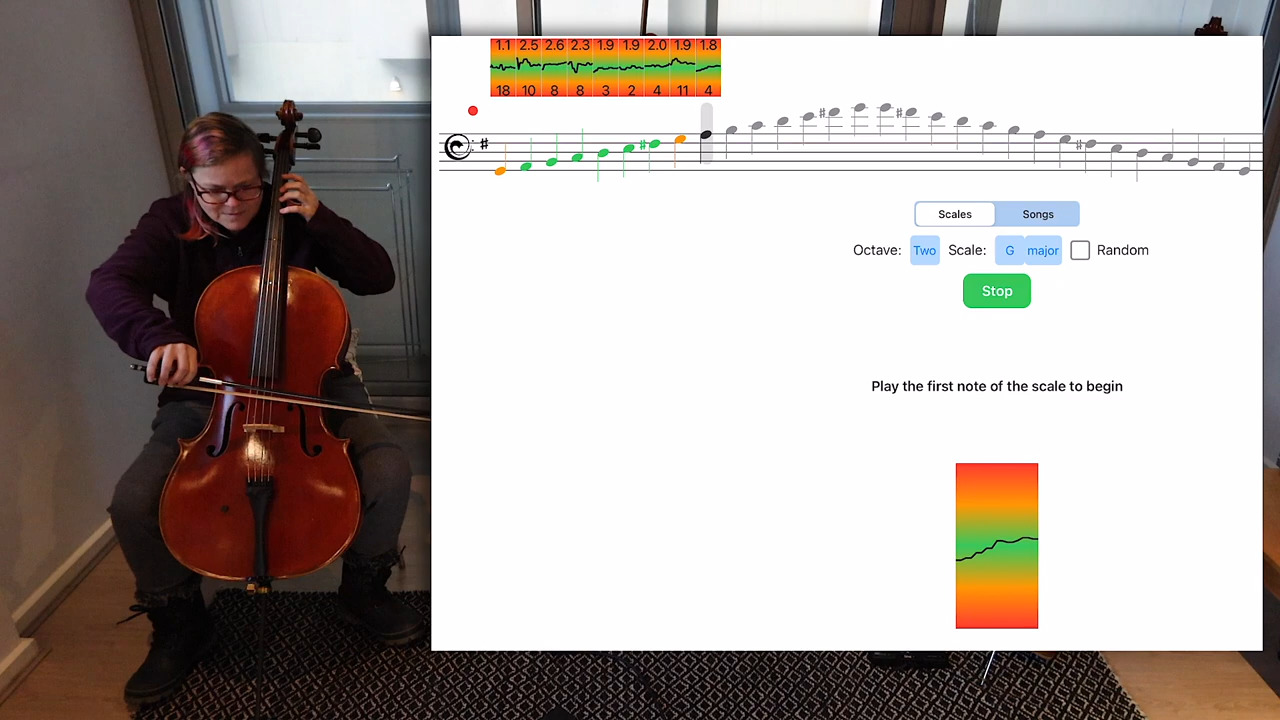 1.1 2.5 2.6 2.3 1.9 1.9 2.0 1.9 1.8
18 10 8 8 3 2 4 11 4
Scales Songs
Octave: Two Scale: G major Random
Stop
Play the first note of the scale to begin